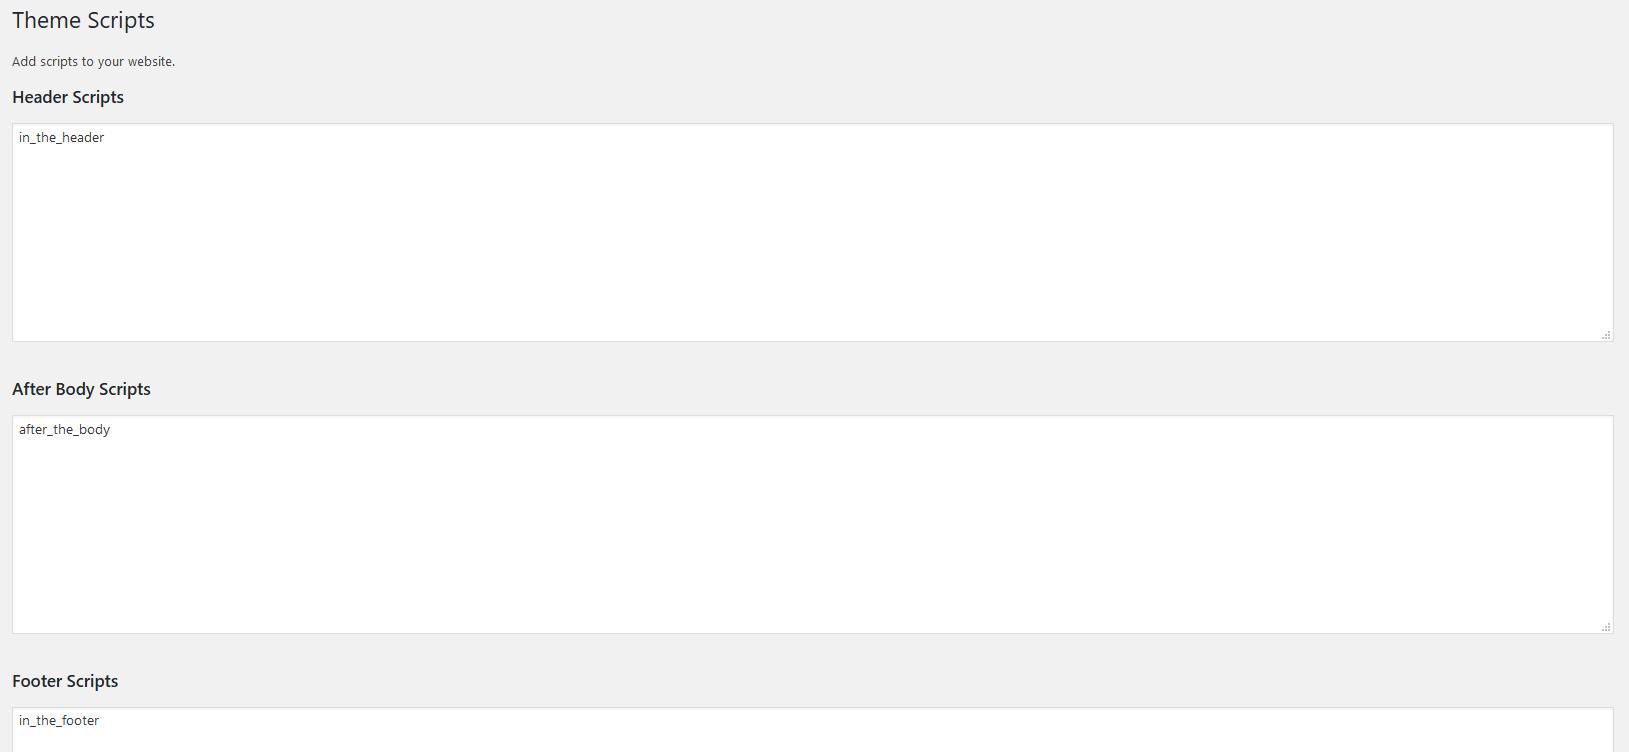 Theme Scripts
Add scripts to your website.
Header Scripts
in_the_header
After Body Scripts
after_the_body
Footer Scripts
in_the_footer